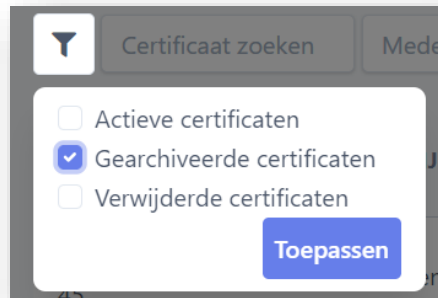 Certificaat zoeken
Mede
Actieve certificaten
Gearchiveerde certificaten
Verwijderde certificaten
Toepassen